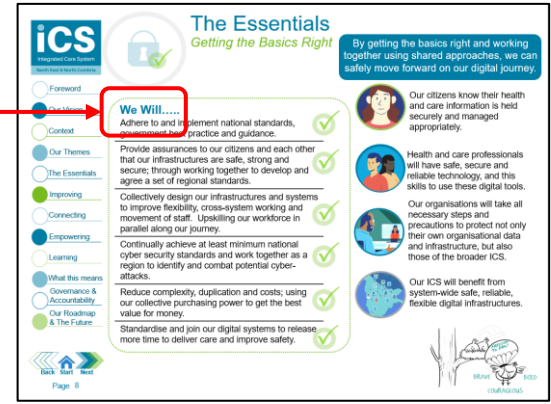 The Essentials
Getting the Basics Right
ICS
Integrated Care System
North East & North Cumbria
By getting the basics right and working
together using shared approaches, we can
safely move forward on our digital journey.
Foreword
Our Vision
Context
Our Themes
The Essentials
Improving
Connecting
Empowering
Learning
What this means
Governance &
Accountability
Our Roadmap
& The Future
Back Start Next
Page 8
We Will.....
Adhere to and implement national standards,
government best practice and guidance.
Provide assurances to our citizens and each other
that our infrastructures are safe, strong and
secure; through working together to develop and
agree a set of regional standards.
Collectively design our infrastructures and systems
to improve flexibility, cross-system working and
movement of staff. Upskilling our workforce in
parallel along our journey.
Continually achieve at least minimum national
cyber security standards and work together as a
region to identify and combat potential cyber-
attacks.
Reduce complexity, duplication and costs; using
our collective purchasing power to get the best
value for money.
Standardise and join our digital systems to release
more time to deliver care and improve safety.
Our citizens know their health
and care information is held
securely and managed
appropriately.
Health and care professionals
will have safe, secure and
reliable technology, and this
skills to use these digital tools.
Our organisations will take all
necessary steps and
precautions to protect not only
their own organisational data
and infrastructure, but also
those of the broader ICS.
Our ICS will benefit from
system-wide safe, reliable,
flexible digital infrastructures.
BRAVE
BOLD
COURAGEOUS